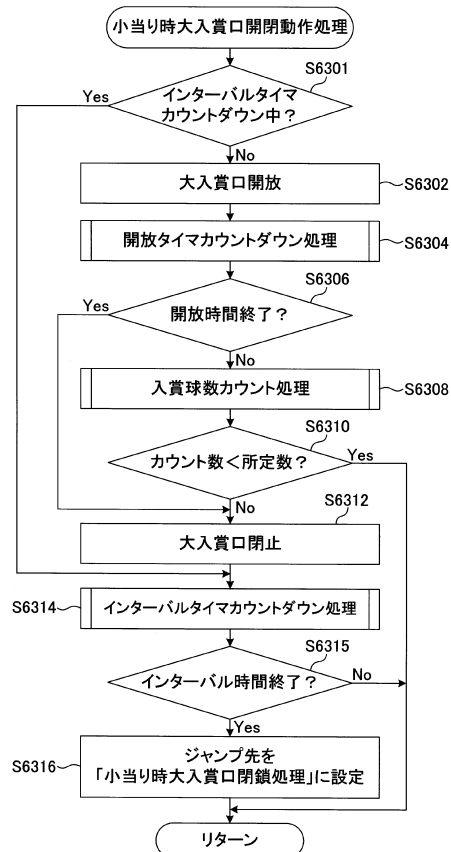 小当り時大入賞口開閉動作処理
S6301
Yes
インターバルタイマ
カウントダウン中？
No
大入賞口開放
S6302
開放タイマカウントダウン処理
S6304
S6306
Yes
開放時間終了？
No
入賞球数カウント処理
S6308
S6310
カウント数＜所定数？
Yes
No
S6312
大入賞口閉止
S6314
インターバルタイマカウントダウン処理
S6315
インターバル時間終了？
No
Yes
S6316
ジャンプ先を
「小当り時大入賞口閉鎖処理」に設定
リターン